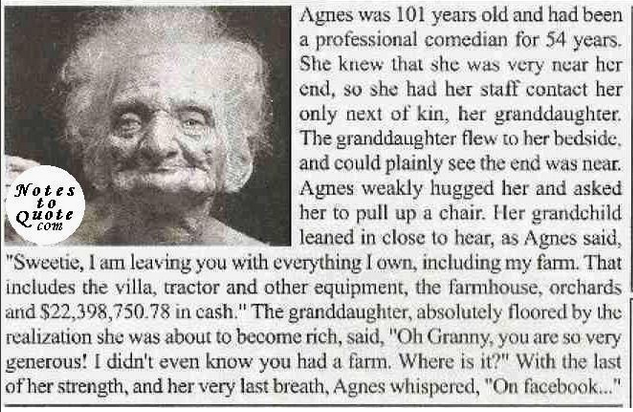 Agnes was 101 years old and had been
a professional comedian for 54 years.
She knew that she was very near her
end, so she had her staff contact her
only next of kin, her granddaughter.
The granddaughter flew to her bedside,
and could plainly see the end was near.
Agnes weakly hugged her and asked
her to pull up a chair. Her grandchild
leaned in close to hear, as Agnes said,
"Sweetie, I am leaving you with everything I own, including my farm. That
includes the villa, tractor and other equipment, the farmhouse, orchards
and $22,398,750.78 in cash." The granddaughter, absolutely floored by the
realization she was about to become rich, said, "Oh Granny, you are so very
generous! I didn't even know you had a farm. Where is it?" With the last
of her strength, and her very last breath, Agnes whispered, "On facebook..."
Notes
to
Quote
.com